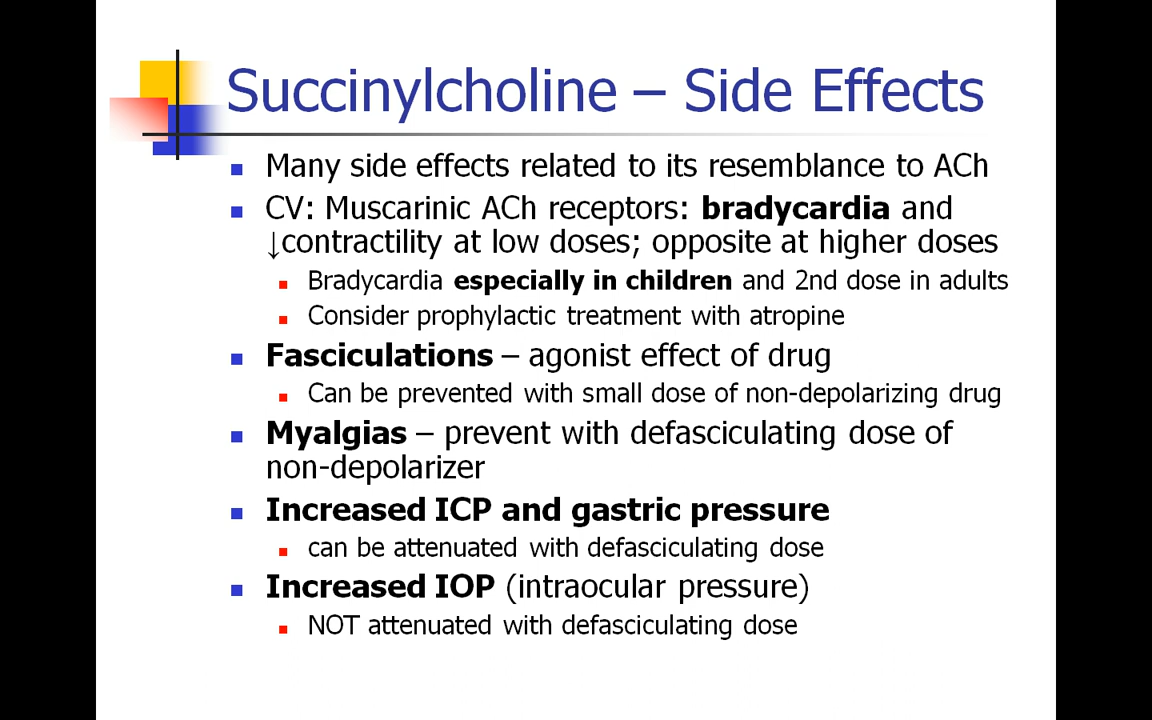 Succinylcholine – Side Effects
Many side effects related to its resemblance to ACh
CV: Muscarinic ACh receptors: bradycardia and
↓contractility at low doses; opposite at higher doses
Bradycardia especially in children and 2nd dose in adults
Consider prophylactic treatment with atropine
Fasciculations – agonist effect of drug
Can be prevented with small dose of non-depolarizing drug
Myalgias – prevent with defasciculating dose of
non-depolarizer
Increased ICP and gastric pressure
can be attenuated with defasciculating dose
Increased IOP (intraocular pressure)
NOT attenuated with defasciculating dose